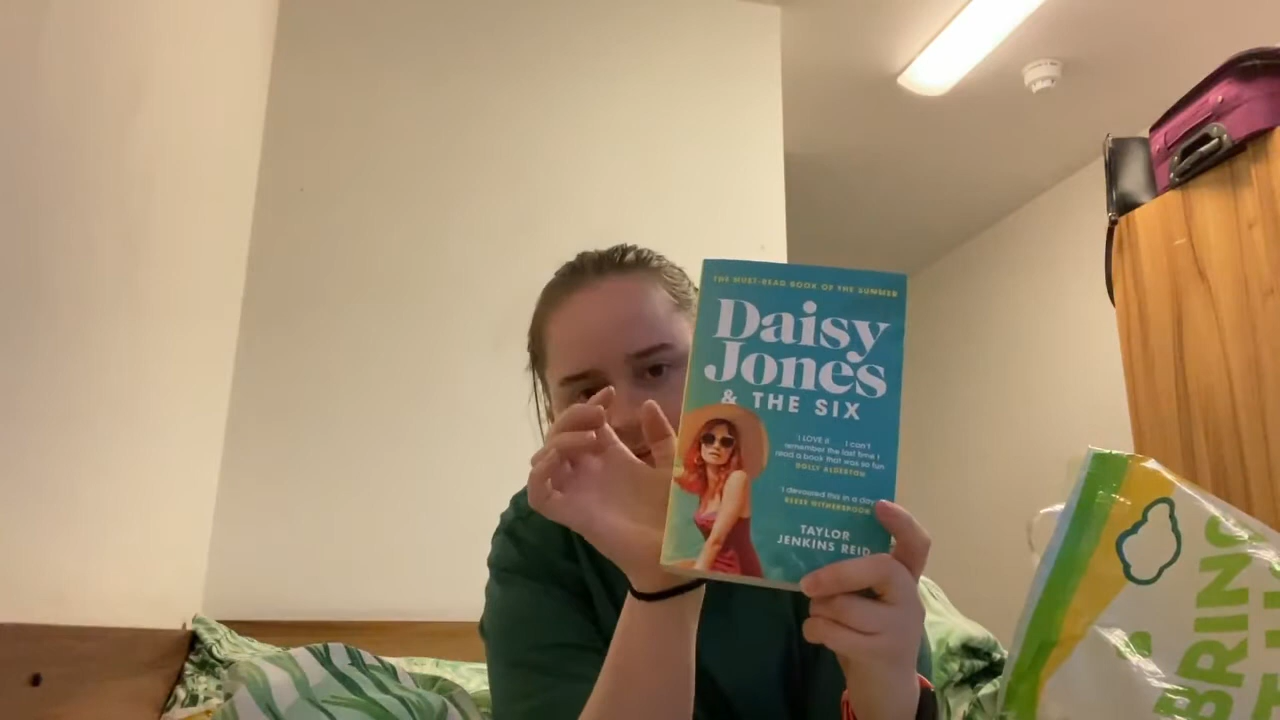 THE MUST-READ BOOK OF THE SUMMER
Daisy
Jones
& THE SIX
'I LOVE it I can't
remember the last time I
read a book that was so fun
DOLLY ALDERTON
'I devoured this in a day
REESE WITHERSPOON
TAYLOR
JENKINS REID
BRING